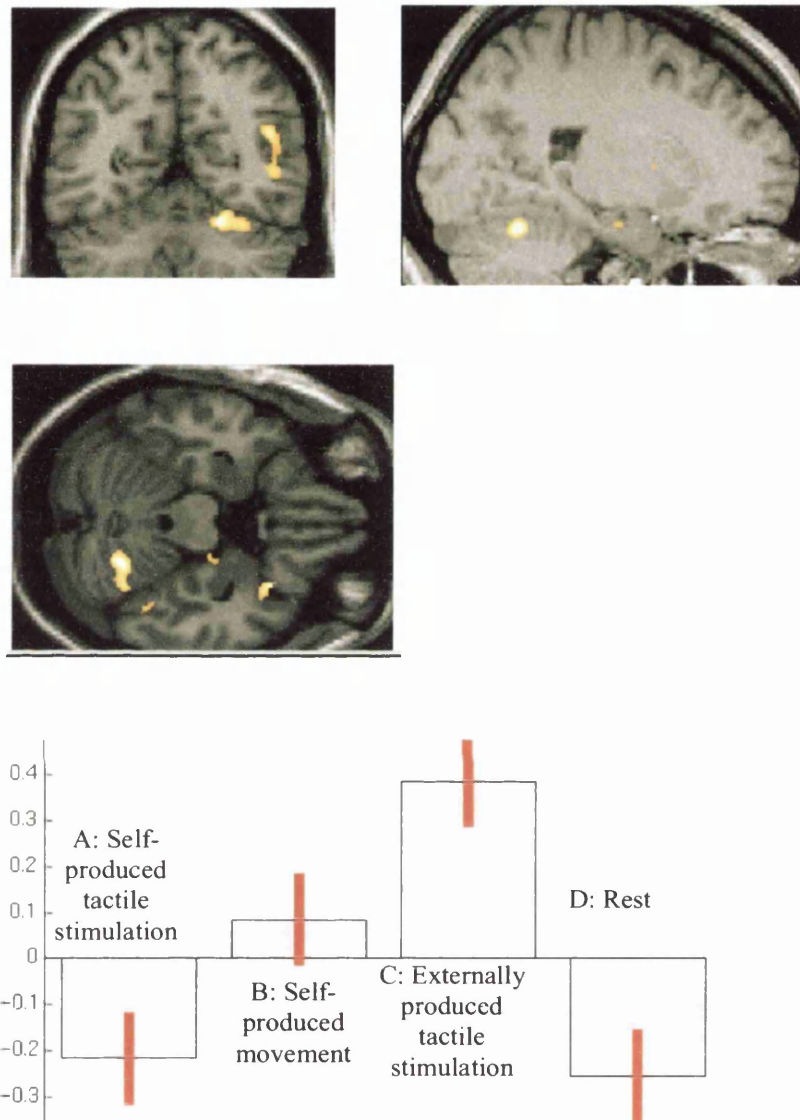 0.4
0.3
A: Self-
produced
tactile
stimulation
0.2
0.1
D: Rest
0
B: Self-
produced
movement
C: Externally
produced
tactile
stimulation
-0.1
-0.2
-0.3